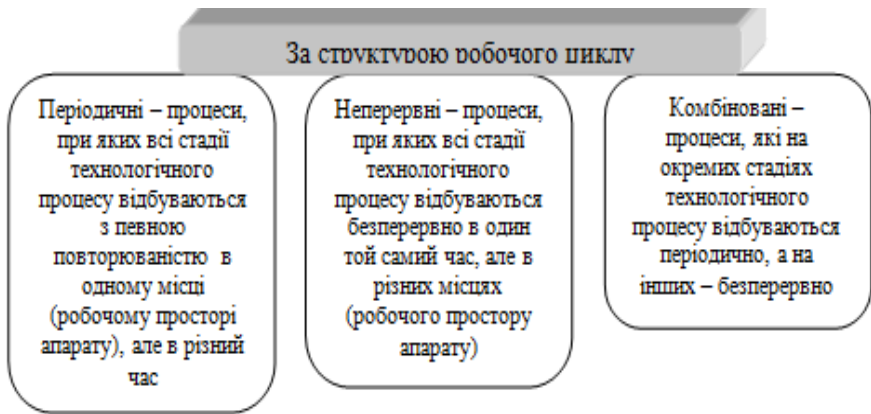 За структурою робочого циклу
Періодичні – процеси,
при яких всі стадії
технологічного
процесу відбуваються
з певною
повторюваністю в
одному місці
(робочому просторі
апарату), але в різний
час
Неперервні – процеси,
при яких всі стадії
технологічного
процесу відбуваються
безперервно в один
той самий час, але в
різних місцях
(робочого простору
апарату)
Комбіновані –
процеси, які на
окремих стадіях
технологічного
процесу відбуваються
періодично, а на
інших – безперервно